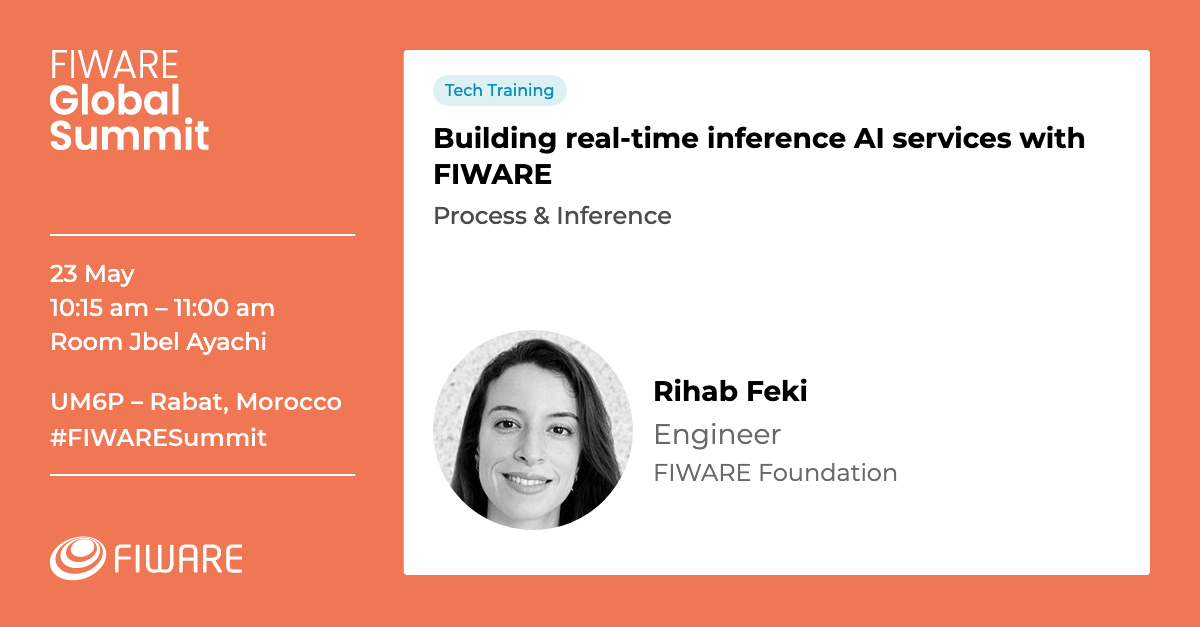 FIWARE
Global
Summit
23 May
10:15 am – 11:00 am
Room Jbel Ayachi
UM6P – Rabat, Morocco
#FIWARESummit
FIWARE
Tech Training
Building real-time inference AI services with
FIWARE
Process & Inference
Rihab Feki
Engineer
FIWARE Foundation